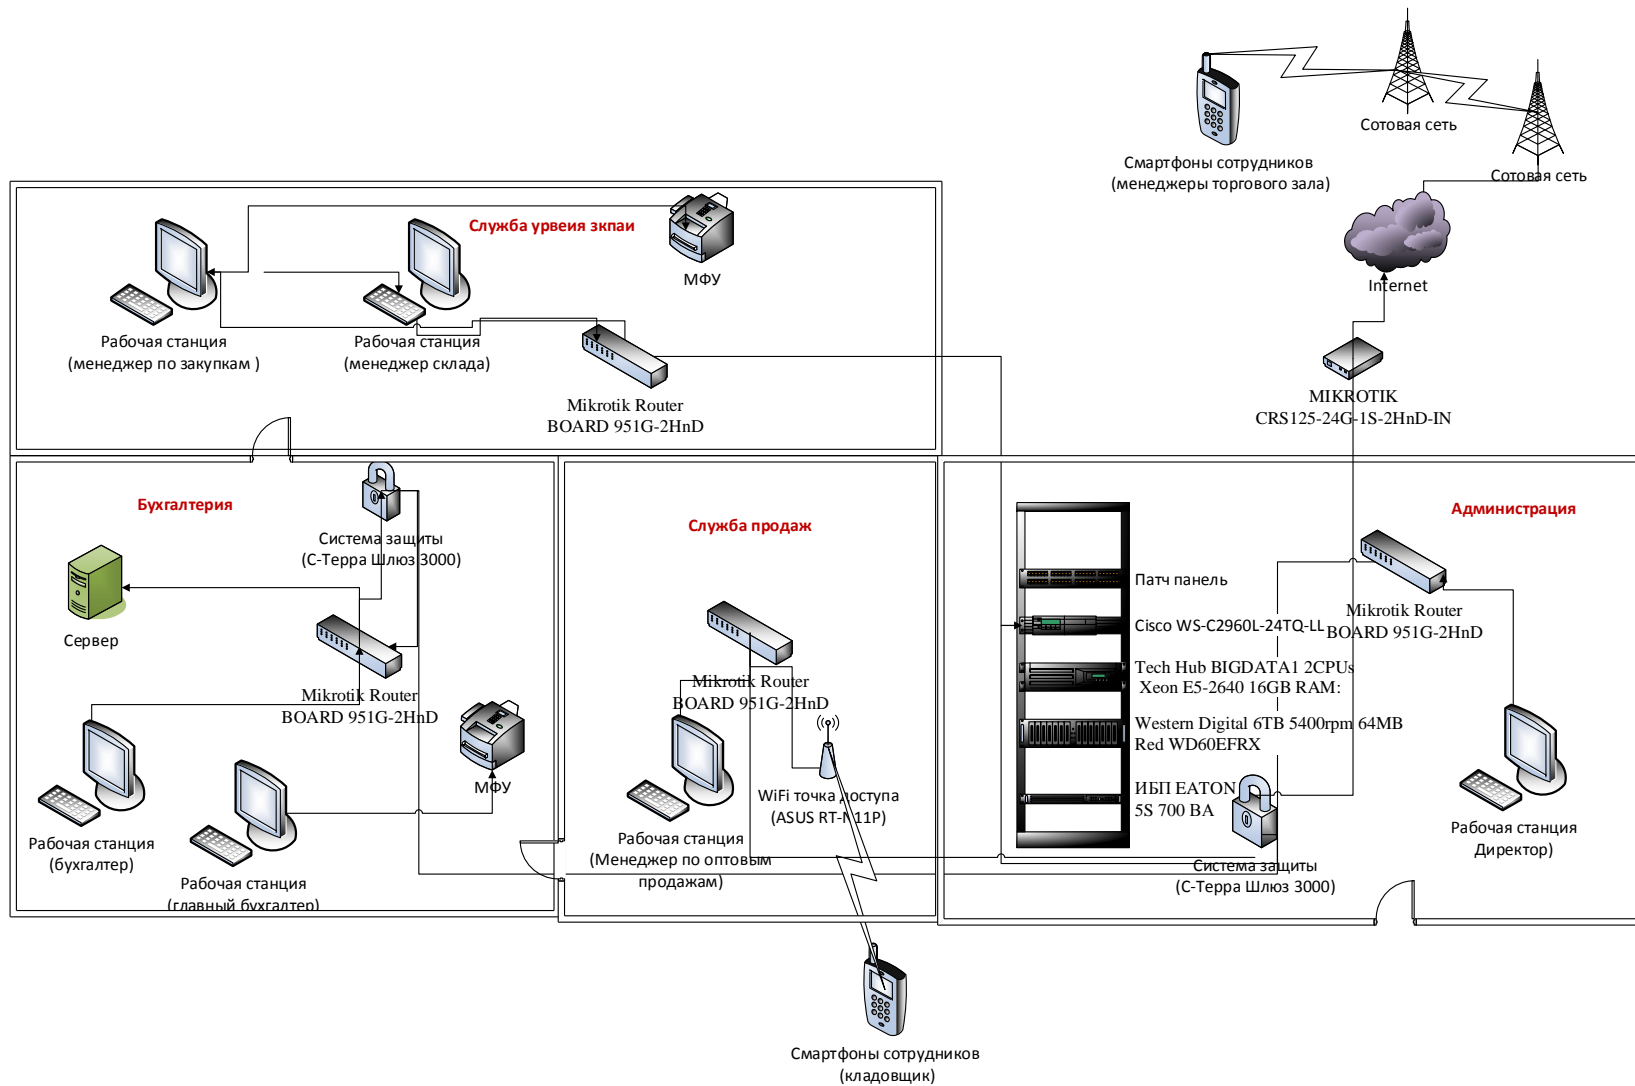 Сотовая сеть
Смартфоны сотрудников
(менеджеры торгового зала)
Сотовая сеть
Служба урвеия зкпаи
МФУ
Internet
Рабочая станция
(менеджер по закупкам )
Рабочая станция
(менеджер склада)
Mikrotik Router
BOARD 951G-2HnD
MIKROTIK
CRS125-24G-1S-2HnD-IN
Бухгалтерия
Система защиты
(С-Терра Шлюз 3000)
Сервер
Mikrotik Router
BOARD 951G-2HnD
МФУ
Рабочая станция
(бухгалтер)
Рабочая станция
(главный бухгалтер)
Служба продаж
Mikrotik Router
BOARD 951G-2HnD
WiFi точка доступа
(ASUS RT-N11P)
Рабочая станция
(Менеджер по оптовым
продажам)
Администрация
Патч панель
Cisco WS-C2960L-24TQ-LL
Mikrotik Router
BOARD 951G-2HnD
Tech Hub BIGDATA1 2CPUs
Xeon E5-2640 16GB RAM:
Western Digital 6TB 5400rpm 64MB
Red WD60EFRX
ИБП EATON
5S 700 ВА
Система защиты
(С-Терра Шлюз 3000)
Рабочая станция
Директор)
Смартфоны сотрудников
(кладовщик)